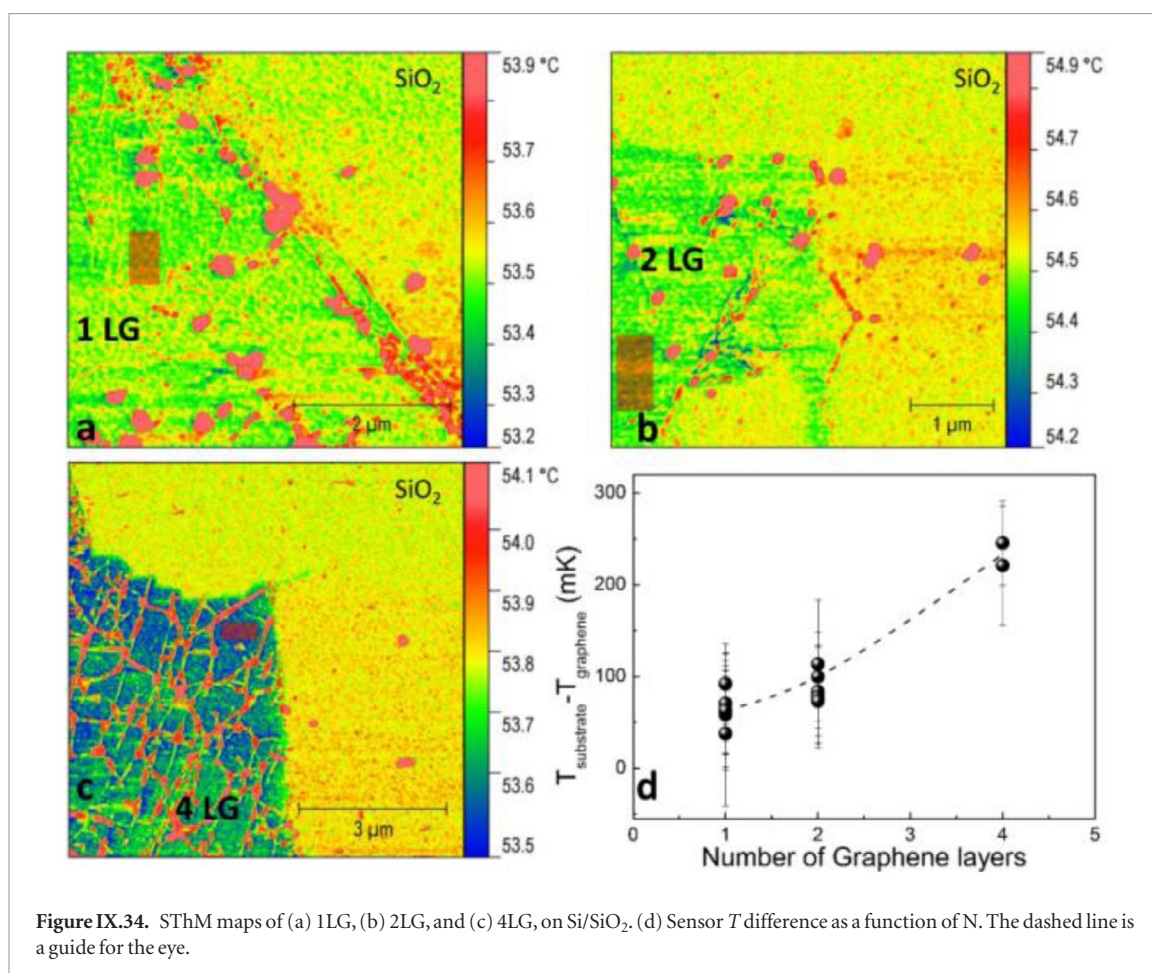 53.9 °C
53.7
53.6
53.5
53.4
53.3
53.2
SiO₂
1 LG
2 µm
a
54.9 °C
54.7
54.6
54.5
54.4
54.3
54.2
SiO₂
2 LG
1 µm
b
54.1 °C
54.0
53.9
53.8
53.7
53.6
53.5
SiO₂
4 LG
3 µm
c
300
200
100
0
T substrate - T graphene (mK)
d
0 1 2 3 4 5
Number of Graphene layers
Figure IX.34. SThM maps of (a) 1LG, (b) 2LG, and (c) 4LG, on Si/SiO₂. (d) Sensor T difference as a function of N. The dashed line is
a guide for the eye.